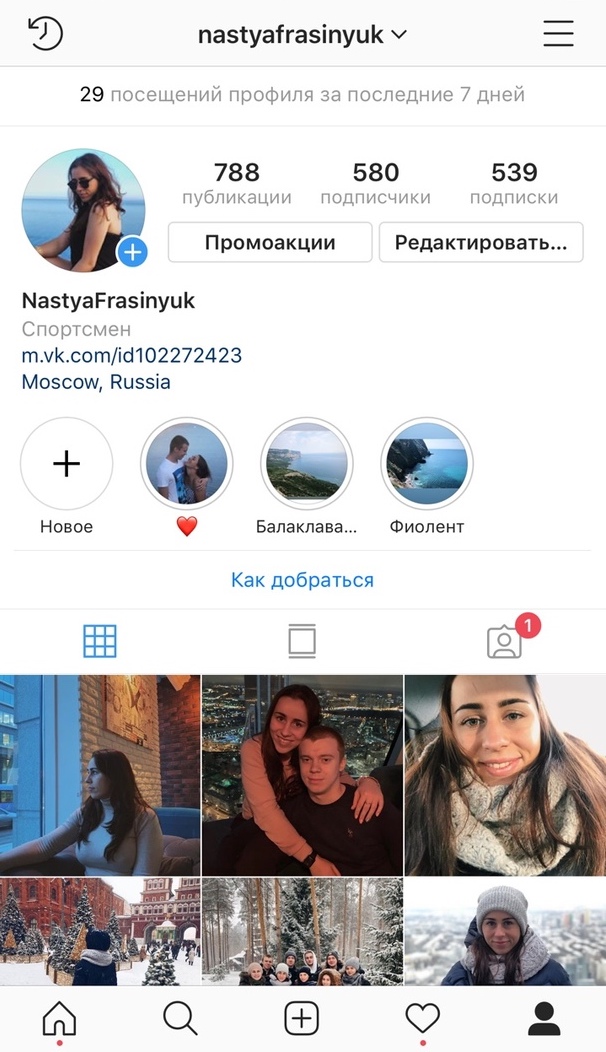 nastyafrasinyuk
29 посещений профиля за последние 7 дней
788 580 539
публикации подписчики подписки
Промоакции Редактировать...
NastyaFrasinyuk
Спортсмен
m.vk.com/id102272423
Moscow, Russia
Новое ❤️ Балаклава... Фиолент
Как добраться
1